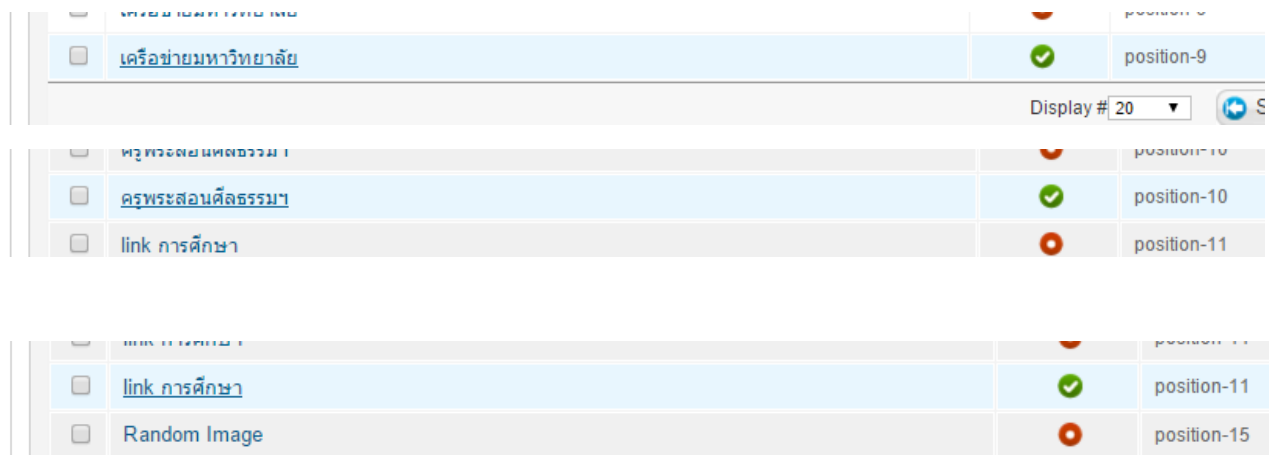 เครือข่ายมหาวิทยาลัย position-9
Display # 20
ครูพระสอนศีลธรรมฯ position-10
link การศึกษา position-11
link การศึกษา position-11
Random Image position-15